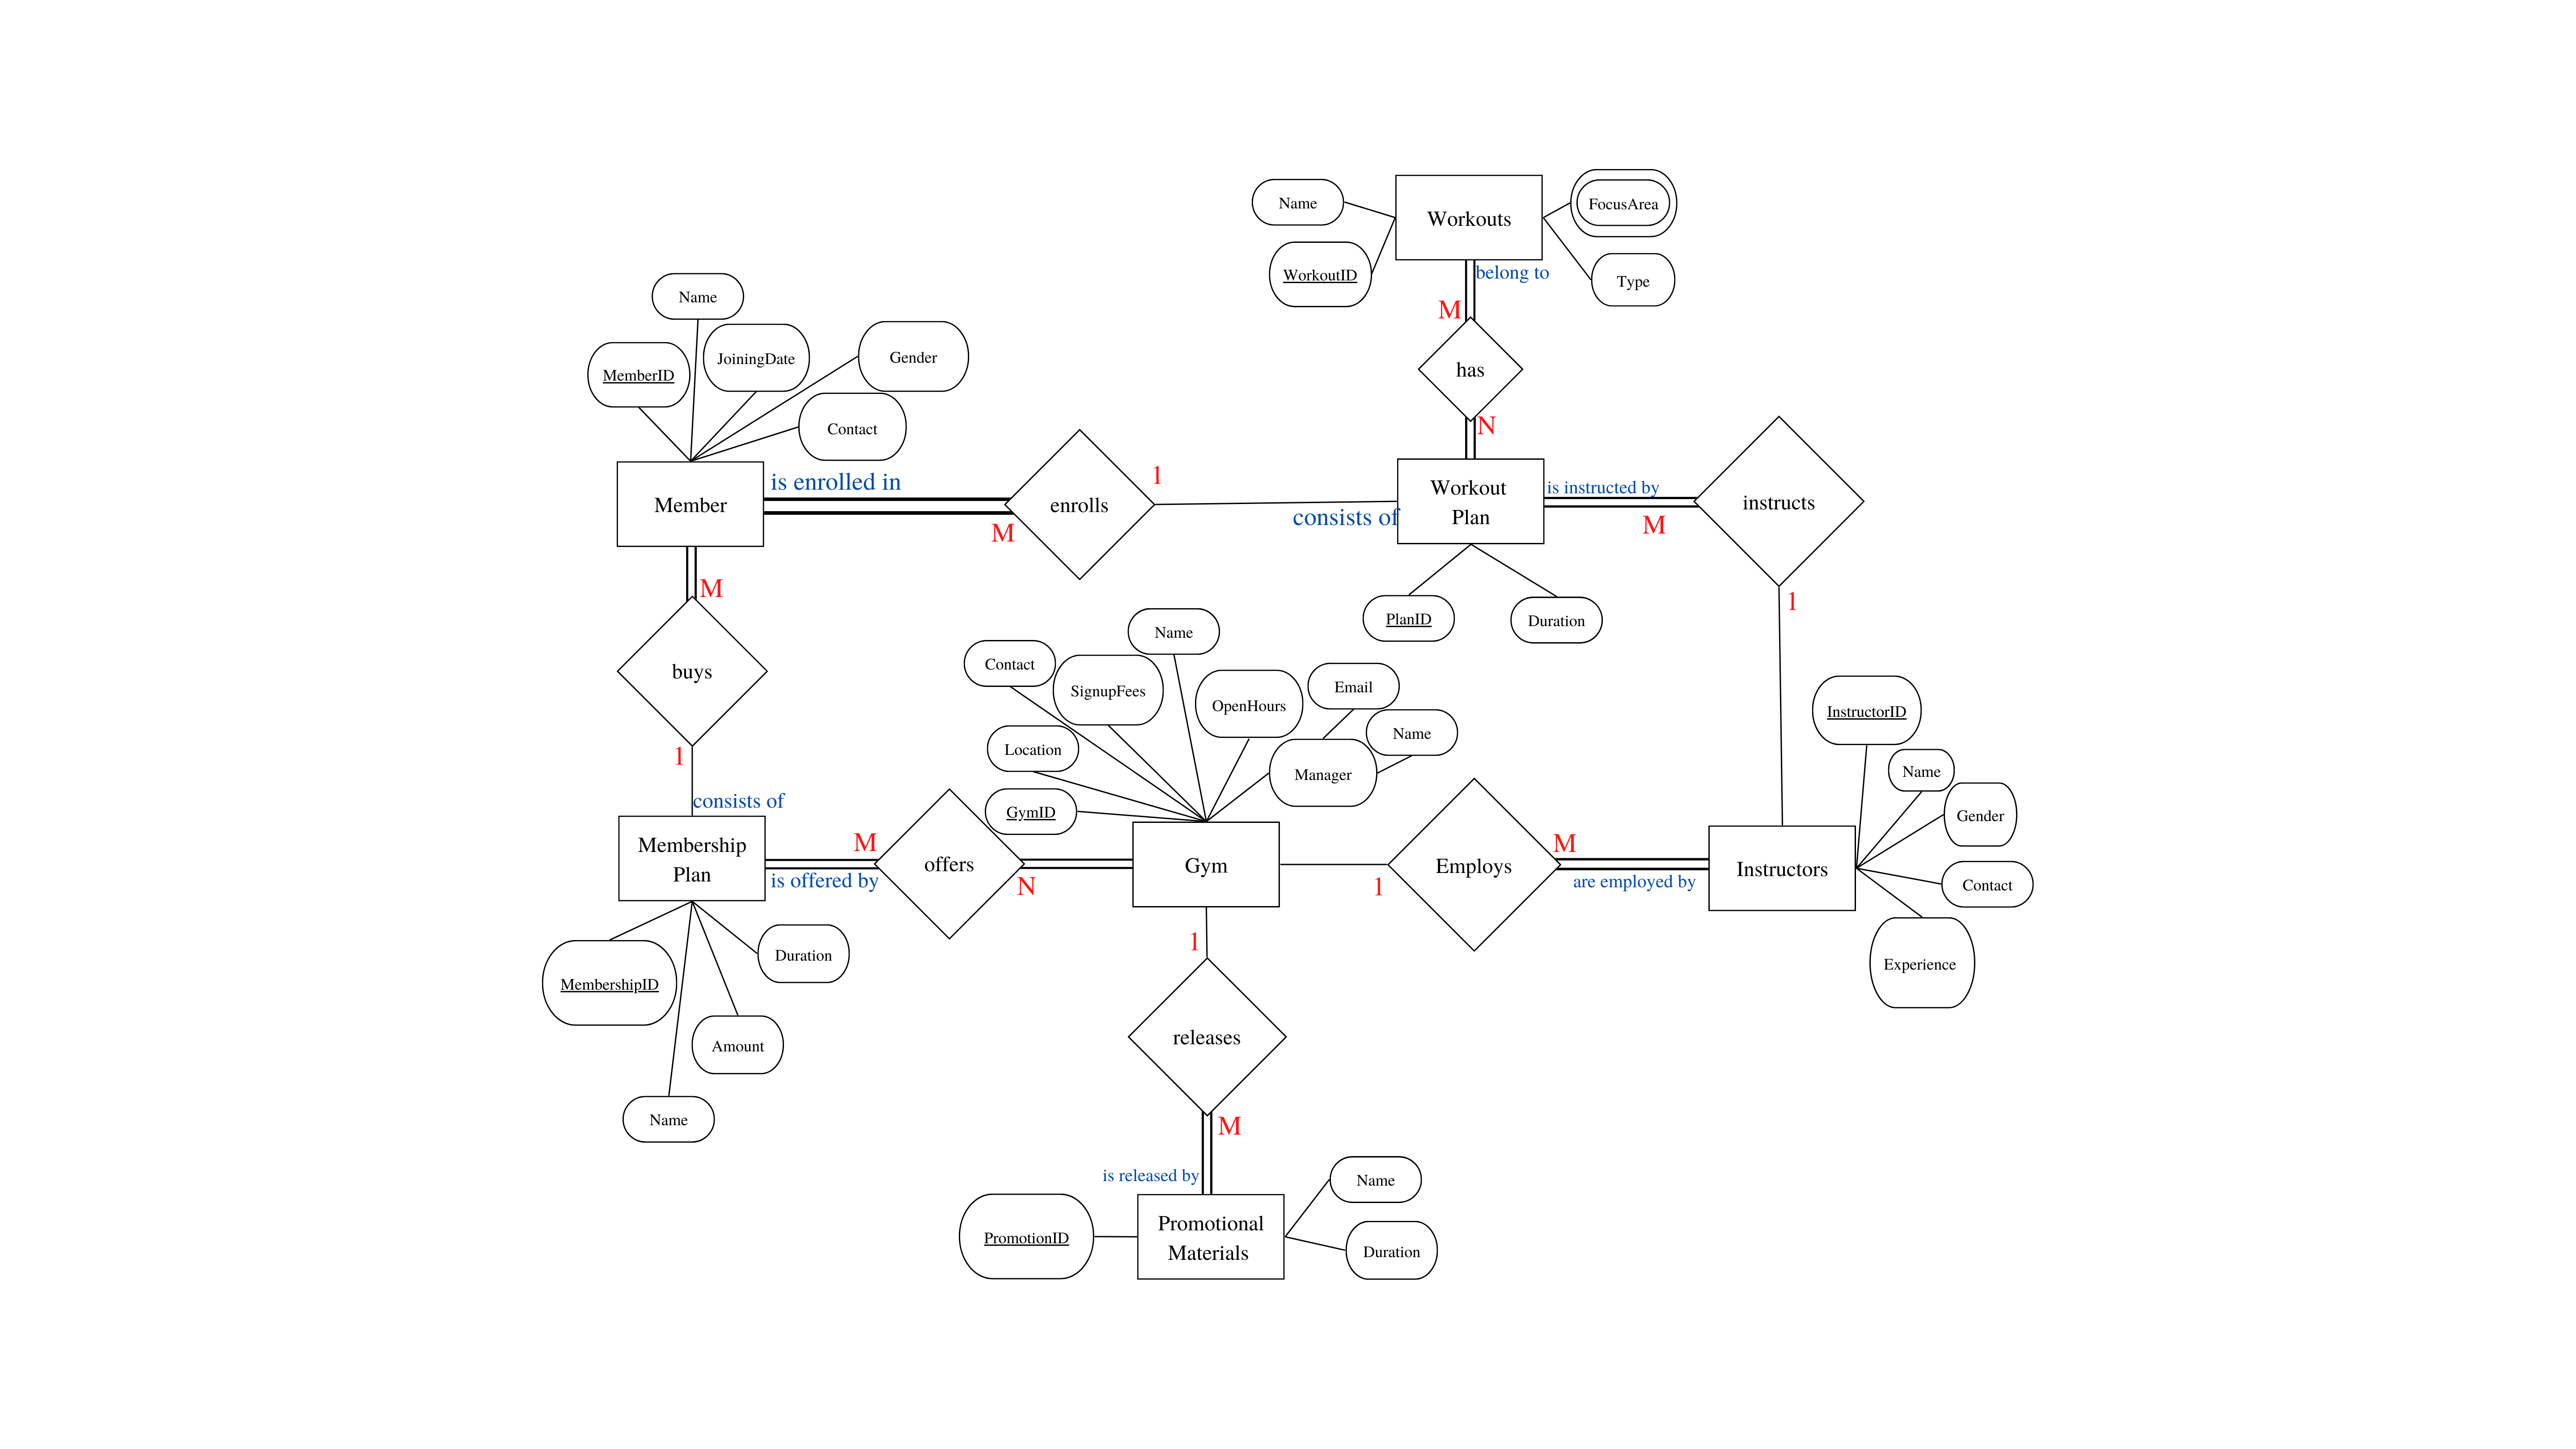 Name
Workouts
FocusArea
WorkoutID
Type
belong to
M
has
N
Name
MemberID
JoiningDate
Gender
Contact
Member
is enrolled in
M
enrolls
1
consists of
Workout
Plan
is instructed by
M
instructs
1
PlanID
Duration
M
buys
1
consists of
Contact
SignupFees
Name
OpenHours
Email
Name
Manager
Location
GymID
InstructorID
Name
Gender
Contact
Experience
Membership
Plan
M
is offered by
offers
N
Gym
1
Employs
M
are employed by
Instructors
MembershipID
Duration
Amount
Name
1
releases
M
is released by
PromotionID
Promotional
Materials
Name
Duration